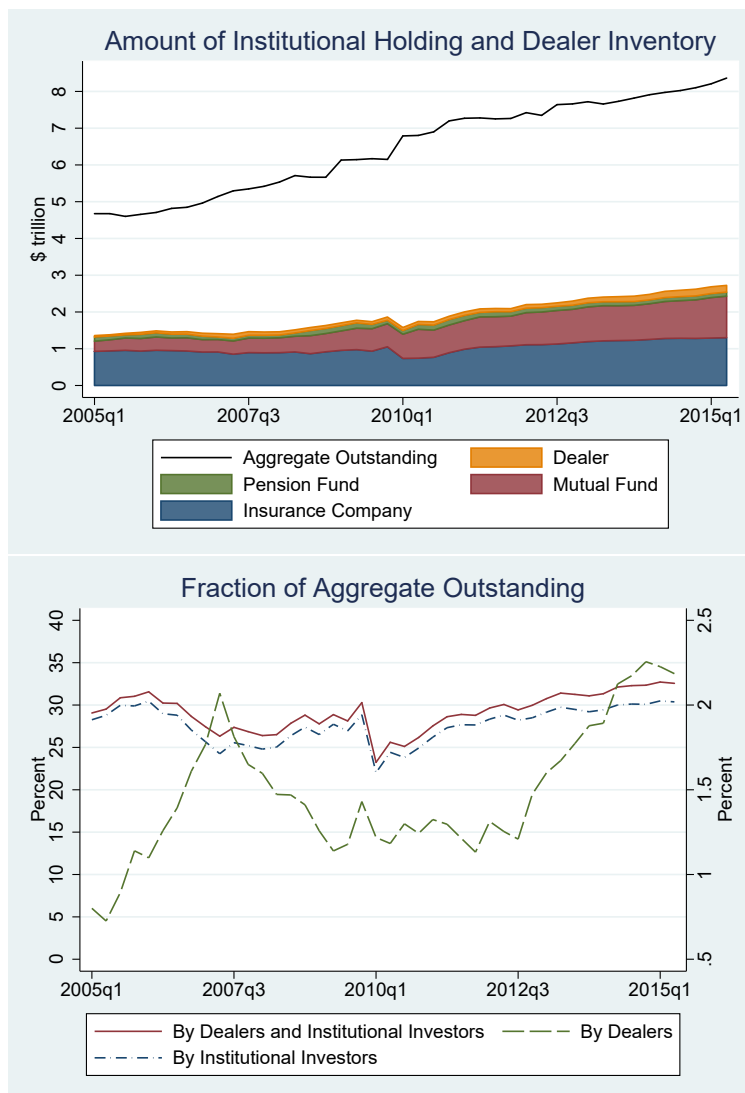 Amount of Institutional Holding and Dealer Inventory
8
7
6
5
4
3
2
1
0
$ trillion
2005q1 2007q3 2010q1 2012q3 2015q1
Aggregate Outstanding Dealer
Pension Fund Mutual Fund
Insurance Company
Fraction of Aggregate Outstanding
40 2.5
35
30 2
25
20 1.5
15
10 1
5
0 .5
Percent Percent
2005q1 2007q3 2010q1 2012q3 2015q1
By Dealers and Institutional Investors By Dealers
By Institutional Investors